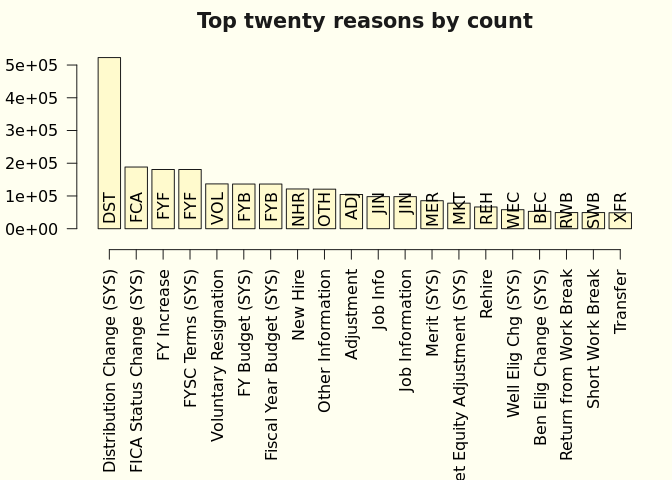 Top twenty reasons by count
5e+05
4e+05
3e+05
2e+05
1e+05
0e+00
DST
FCA
FYF
FYF
VOL
FYB
FYB
NHR
OTH
ADJ
JIN
JIN
MER
MKT
REH
WEC
BEC
RWB
SWB
XFR
Distribution Change (SYS)
FICA Status Change (SYS)
FY Increase
FYSC Terms (SYS)
Voluntary Resignation
FY Budget (SYS)
Fiscal Year Budget (SYS)
New Hire
Other Information
Adjustment
Job Info
Job Information
Merit (SYS)
et Equity Adjustment (SYS)
Rehire
Well Elig Chg (SYS)
Ben Elig Change (SYS)
Return from Work Break
Short Work Break
Transfer